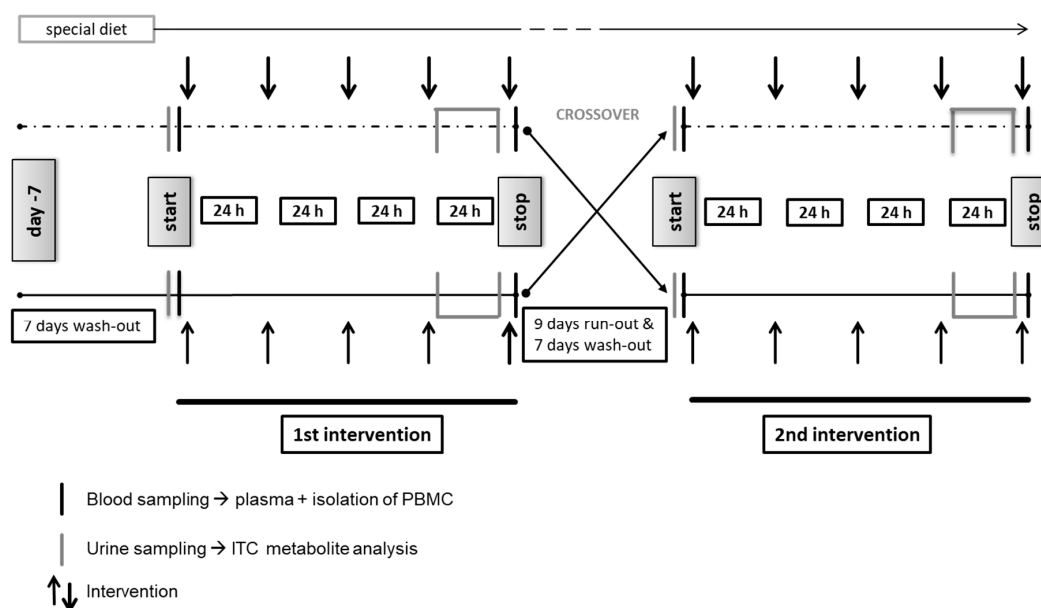 special diet
CROSSOVER
day -7
start
24 h
24 h
24 h
24 h
stop
start
24 h
24 h
24 h
24 h
stop
7 days wash-out
9 days run-out &
7 days wash-out
1st intervention
2nd intervention
Blood sampling → plasma + isolation of PBMC
Urine sampling → ITC metabolite analysis
Intervention